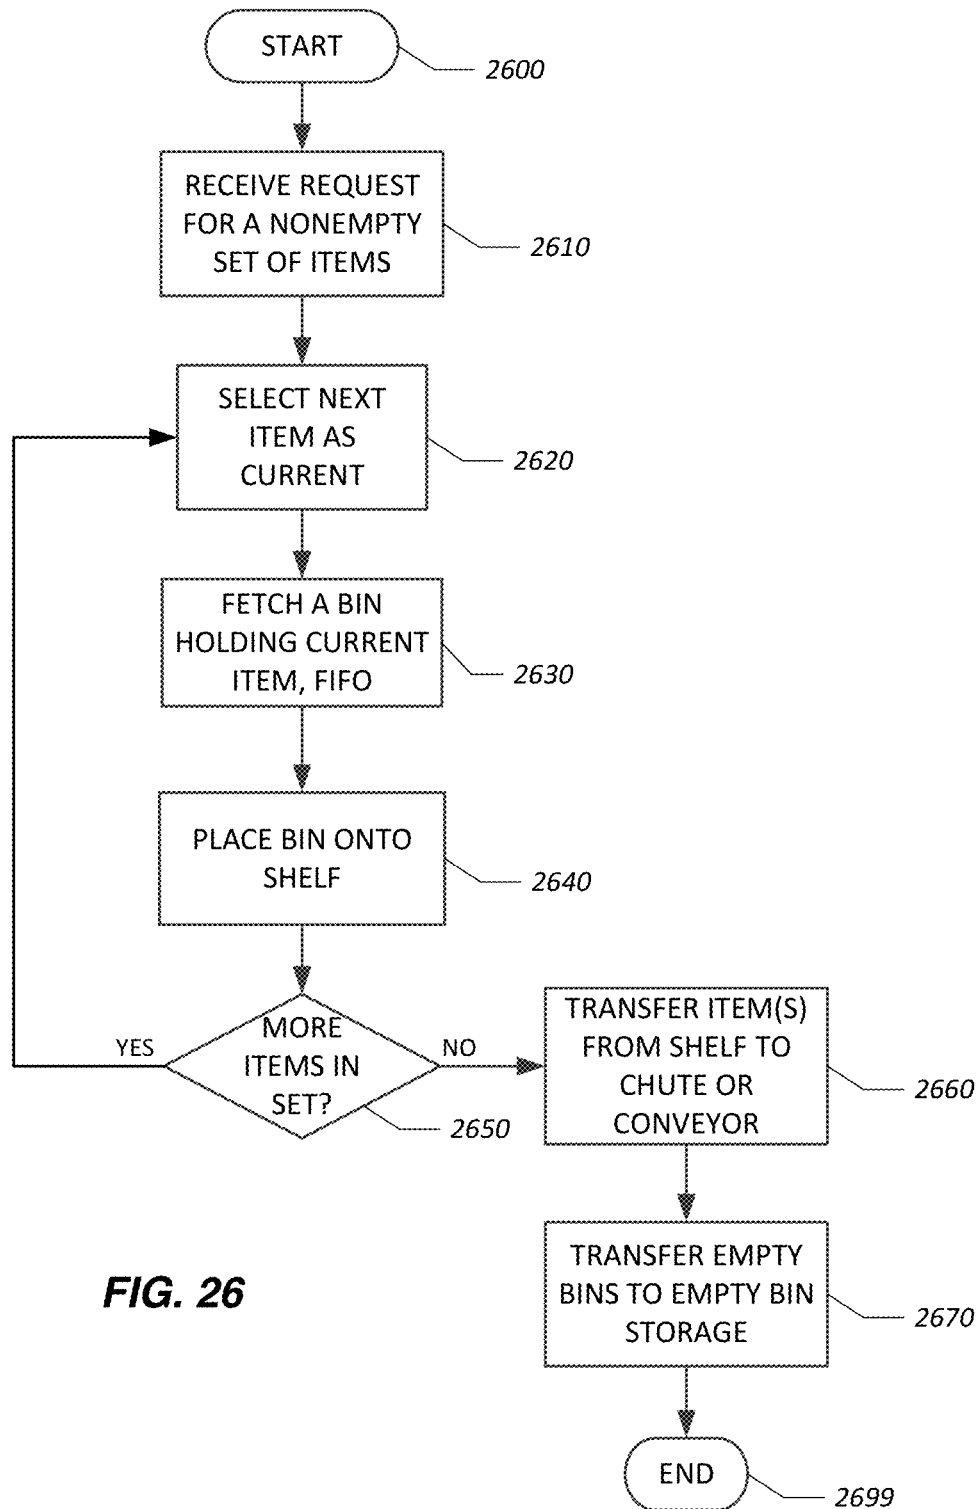 START
2600
RECEIVE REQUEST
FOR A NONEMPTY
SET OF ITEMS
2610
SELECT NEXT
ITEM AS
CURRENT
2620
FETCH A BIN
HOLDING CURRENT
ITEM, FIFO
2630
PLACE BIN ONTO
SHELF
2640
MORE
ITEMS IN
SET?
YES
NO
2650
TRANSFER ITEM(S)
FROM SHELF TO
CHUTE OR
CONVEYOR
2660
TRANSFER EMPTY
BINS TO EMPTY BIN
STORAGE
2670
FIG. 26
END
2699